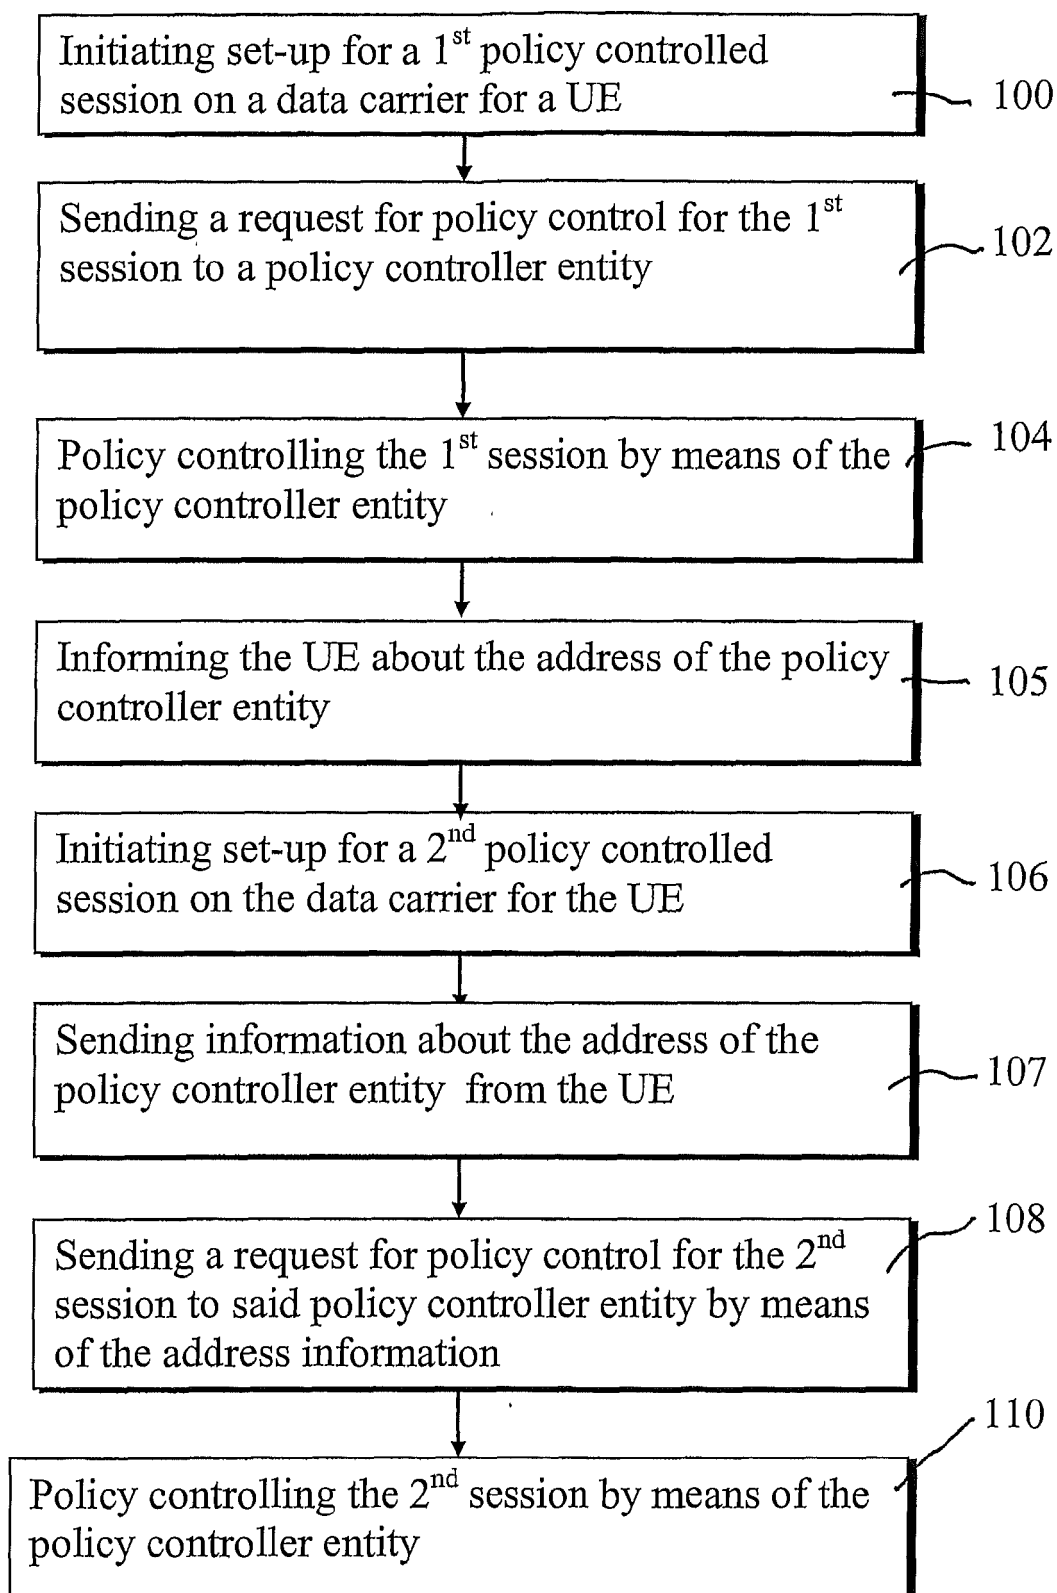 Initiating set-up for a 1st policy controlled
session on a data carrier for a UE
100
Sending a request for policy control for the 1st
session to a policy controller entity
102
Policy controlling the 1st session by means of the
policy controller entity
104
Informing the UE about the address of the policy
controller entity
105
Initiating set-up for a 2nd policy controlled
session on the data carrier for the UE
106
Sending information about the address of the
policy controller entity from the UE
107
Sending a request for policy control for the 2nd
session to said policy controller entity by means
of the address information
108
Policy controlling the 2nd session by means of the
policy controller entity
110